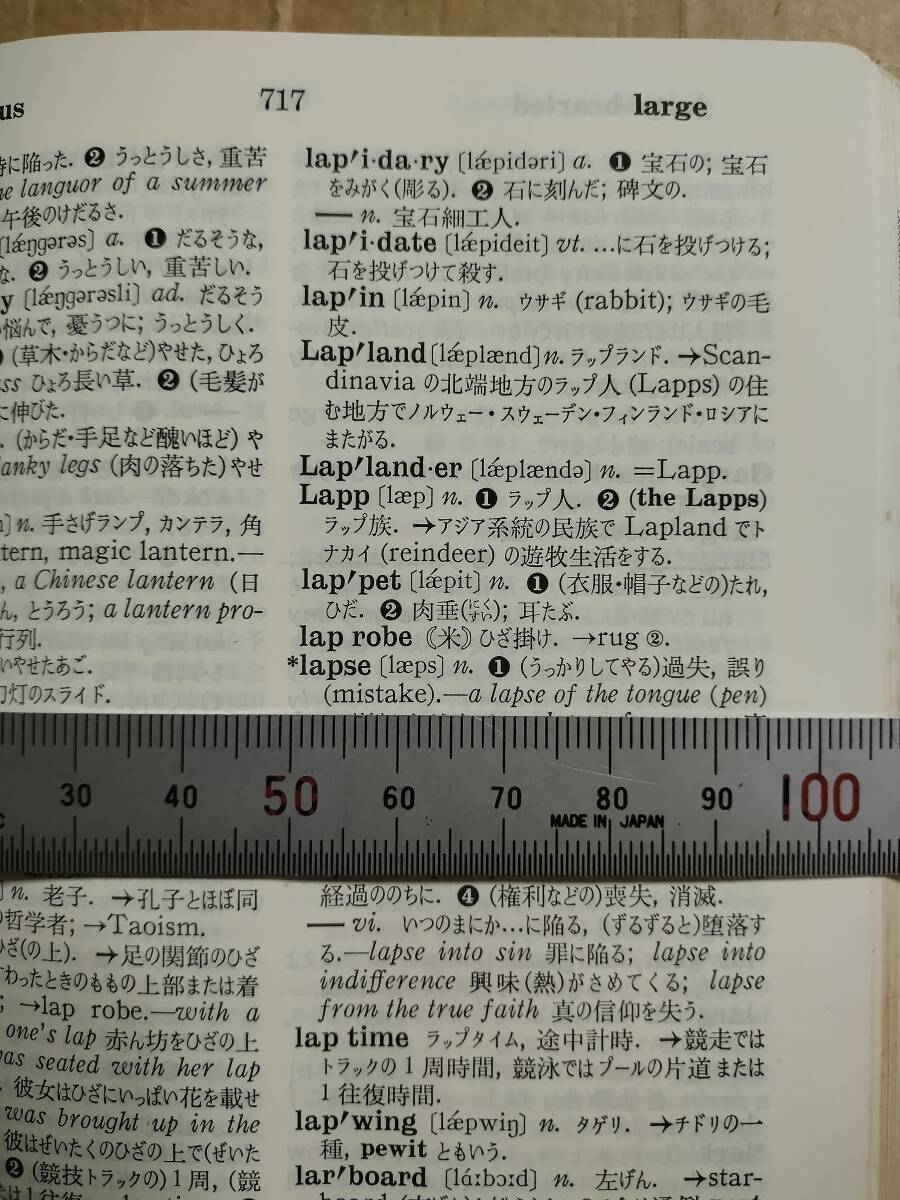 us
717
large
時に陥った. ❷ うっとうしさ, 重苦
he languor of a summer
午後のけだるさ.
[lǽŋgərəs] a. ❶ だるそうな,
な. ❷ うっとうしい, 重苦しい.
y [lǽŋgərəsli] ad. だるそう
い悩んで, 憂うつに; うっとうしく.
(草木・からだなど)やせた, ひょろ
ass ひょろ長い草. ❷ (毛髪が
に伸びた.
. (からだ・手足など醜いほど) や
lanky legs (肉の落ちた)やせ
n] n. 手さげランプ, カンテラ, 角
tern, magic lantern.—
, a Chinese lantern (日
ん, とうろう; a lantern pro-
行列.
いやせたあご.
幻灯のスライド.
lap′i·da·ry [lǽpidəri] a. ❶ 宝石の; 宝石
をみがく(彫る). ❷ 石に刻んだ; 碑文の.
— n. 宝石細工人.
lap′i·date [lǽpideit] vt. …に石を投げつける;
石を投げつけて殺す.
lap′in [lǽpin] n. ウサギ (rabbit); ウサギの毛
皮.
Lap′land [lǽplænd] n. ラップランド. →Scan-
dinavia の北端地方のラップ人 (Lapps) の住
む地方でノルウェー・スウェーデン・フィンランド・ロシアに
またがる.
Lap′land·er [lǽplændə] n. =Lapp.
Lapp [læp] n. ❶ ラップ人. ❷ (the Lapps)
ラップ族. →アジア系統の民族で Lapland でト
ナカイ (reindeer) の遊牧生活をする.
lap′pet [lǽpit] n. ❶ (衣服・帽子などの)たれ,
ひだ. ❷ 肉垂(にくすい); 耳たぶ.
lap robe 《米》 ひざ掛け. →rug ②.
*lapse [læps] n. ❶ (うっかりしてやる)過失, 誤り
(mistake).—a lapse of the tongue (pen)
30 40 50 60 70 80 90 100
MADE IN JAPAN
] n. 老子. →孔子とほぼ同
哲学者; →Taoism.
ひざ(の上). →足の関節のひざ
すわったときのももの上部または着
; →lap robe.—with a
one's lap 赤ん坊をひざの上
was seated with her lap
. 彼女はひざにいっぱい花を載せ
was brought up in the
彼はぜいたくのひざの上で(ぜいた
❷ (競技トラックの) 1 周, (競
経過ののちに. ❹ (権利などの)喪失, 消滅.
— vi. いつのまにか…に陥る, (ずるずると)堕落す
る.—lapse into sin 罪に陥る; lapse into
indifference 興味(熱)がさめてくる; lapse
from the true faith 真の信仰を失う.
lap time ラップタイム, 途中計時. →競走では
トラックの 1 周時間, 競泳ではプールの片道または
1 往復時間.
lap′wing [lǽpwiŋ] n. タゲリ. →チドリの一
種, pewit ともいう.
lar′board [lɑ́ːbɔːd] n. 左げん. →star-